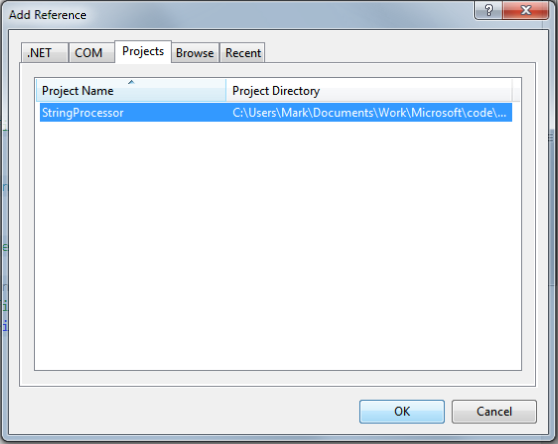 Add Reference
?
.NET COM Projects Browse Recent
Project Name Project Directory
StringProcessor C:\Users\Mark\Documents\Work\Microsoft\code\...
OK Cancel